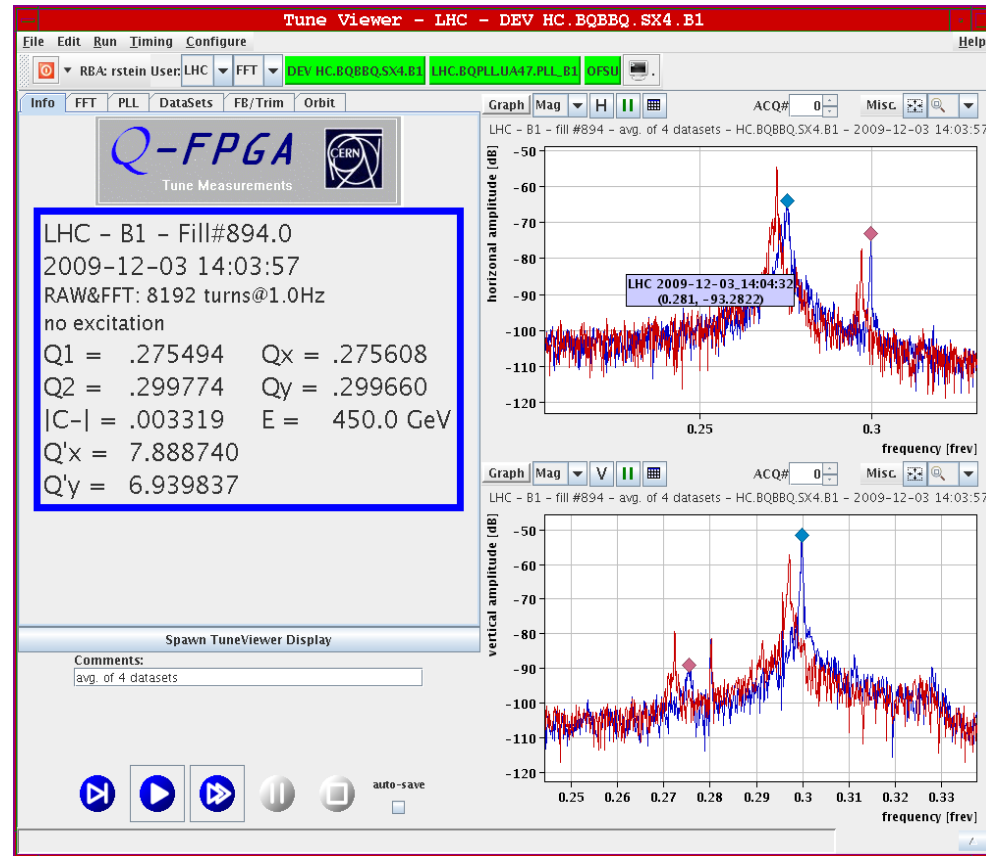 Tune Viewer - LHC - DEV HC.BQBBQ.SX4.B1
File Edit Run Timing Configure Help
RBA: rstein User: LHC FFT DEV HC.BQBBQ.SX4.B1 LHC.BQPLL.UA47.PLL_B1 OFSU .
Info FFT PLL DataSets FB/Trim Orbit
Q-FPGA
Tune Measurements
CERN
LHC - B1 - Fill#894.0
2009-12-03 14:03:57
RAW&FFT: 8192 turns@1.0Hz
no excitation
Q1 = .275494 Qx = .275608
Q2 = .299774 Qy = .299660
|C-| = .003319 E = 450.0 GeV
Q'x = 7.888740
Q'y = 6.939837
Spawn TuneViewer Display
Comments:
avg. of 4 datasets
auto-save
Graph Mag H ACQ# 0 Misc.
LHC - B1 - fill #894 - avg. of 4 datasets - HC.BQBBQ.SX4.B1 - 2009-12-03 14:03:57
horizonal amplitude [dB]
-50
-60
-70
-80
-90
-100
-110
-120
LHC 2009-12-03_14:04:32
(0.281, -93.2822)
0.25 0.3
frequency [frev]
Graph Mag V ACQ# 0 Misc.
LHC - B1 - fill #894 - avg. of 4 datasets - HC.BQBBQ.SX4.B1 - 2009-12-03 14:03:57
vertical amplitude [dB]
-50
-60
-70
-80
-90
-100
-110
-120
0.25 0.26 0.27 0.28 0.29 0.3 0.31 0.32 0.33
frequency [frev]